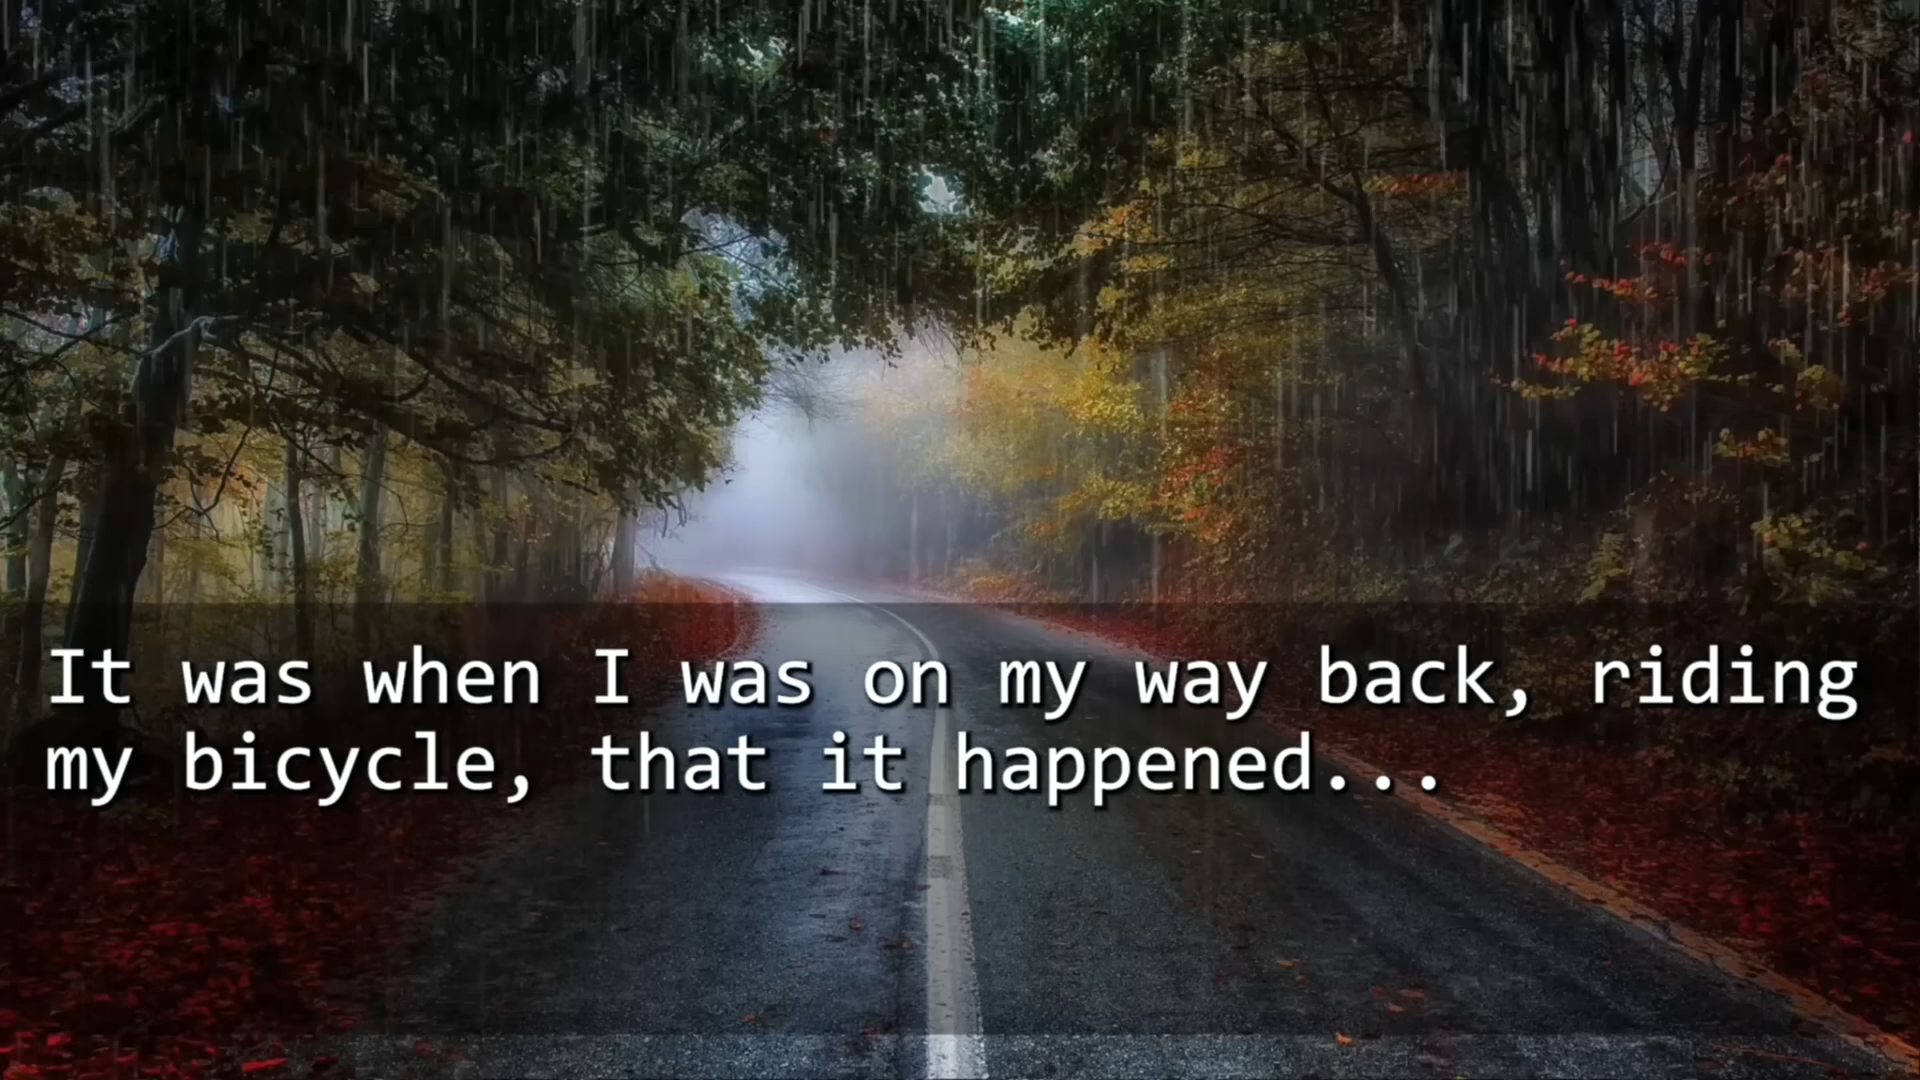 It was when I was on my way back, riding
my bicycle, that it happened...